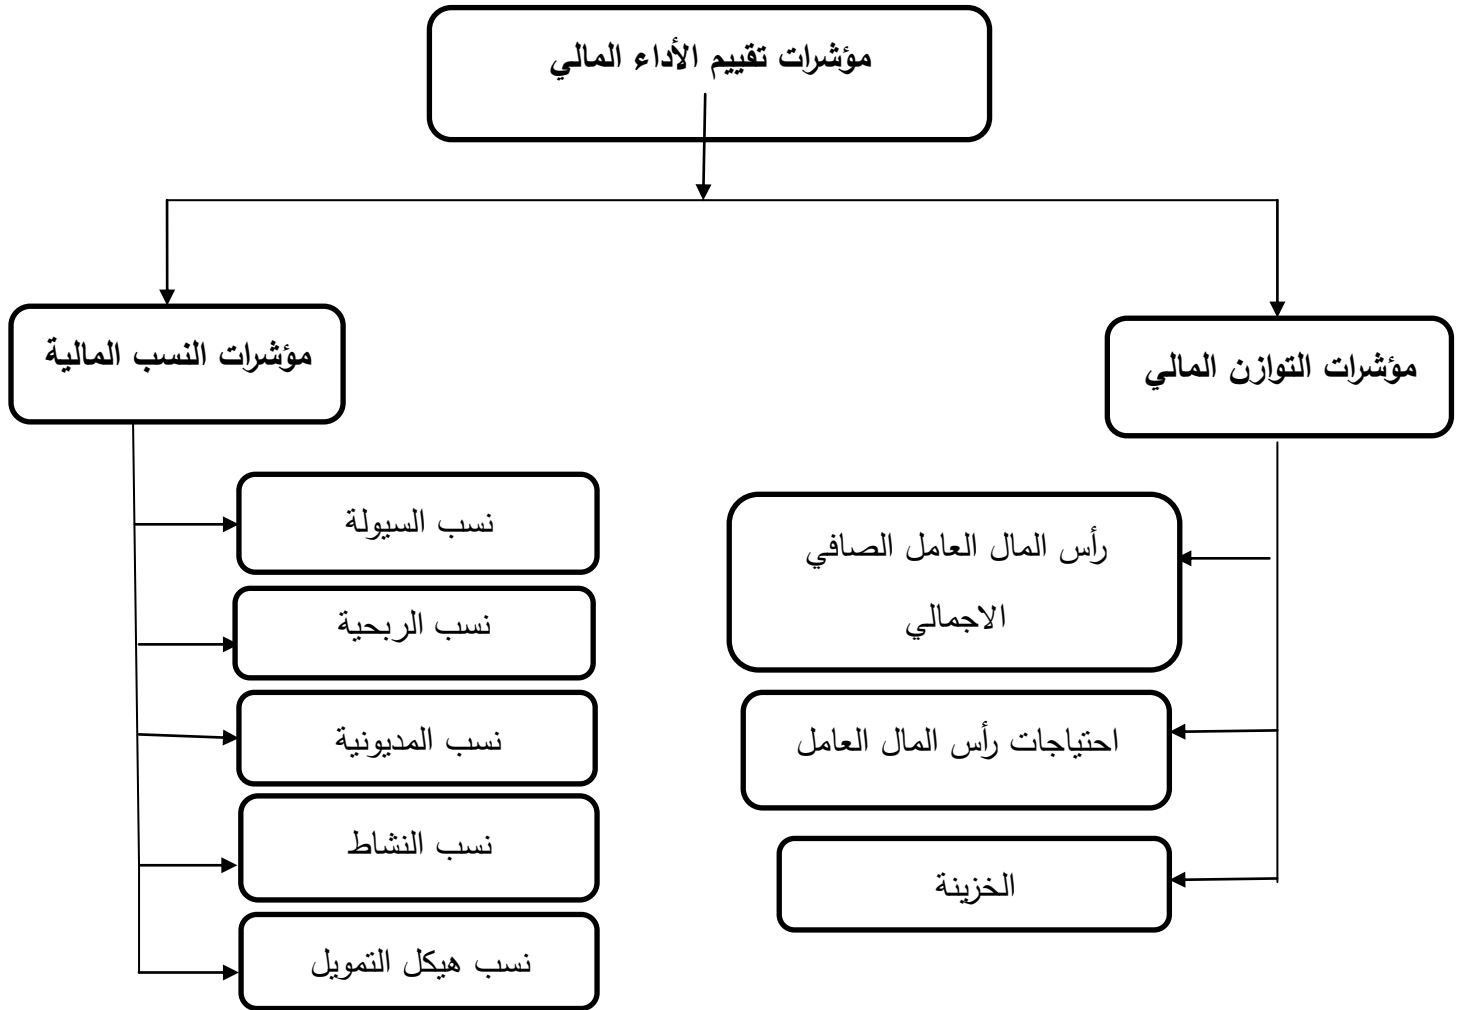 مؤشرات تقييم الأداء المالي
مؤشرات التوازن المالي
رأس المال العامل الصافي
الاجمالي
احتياجات رأس المال العامل
الخزينة
مؤشرات النسب المالية
نسب السيولة
نسب الربحية
نسب المديونية
نسب النشاط
نسب هيكل التمويل